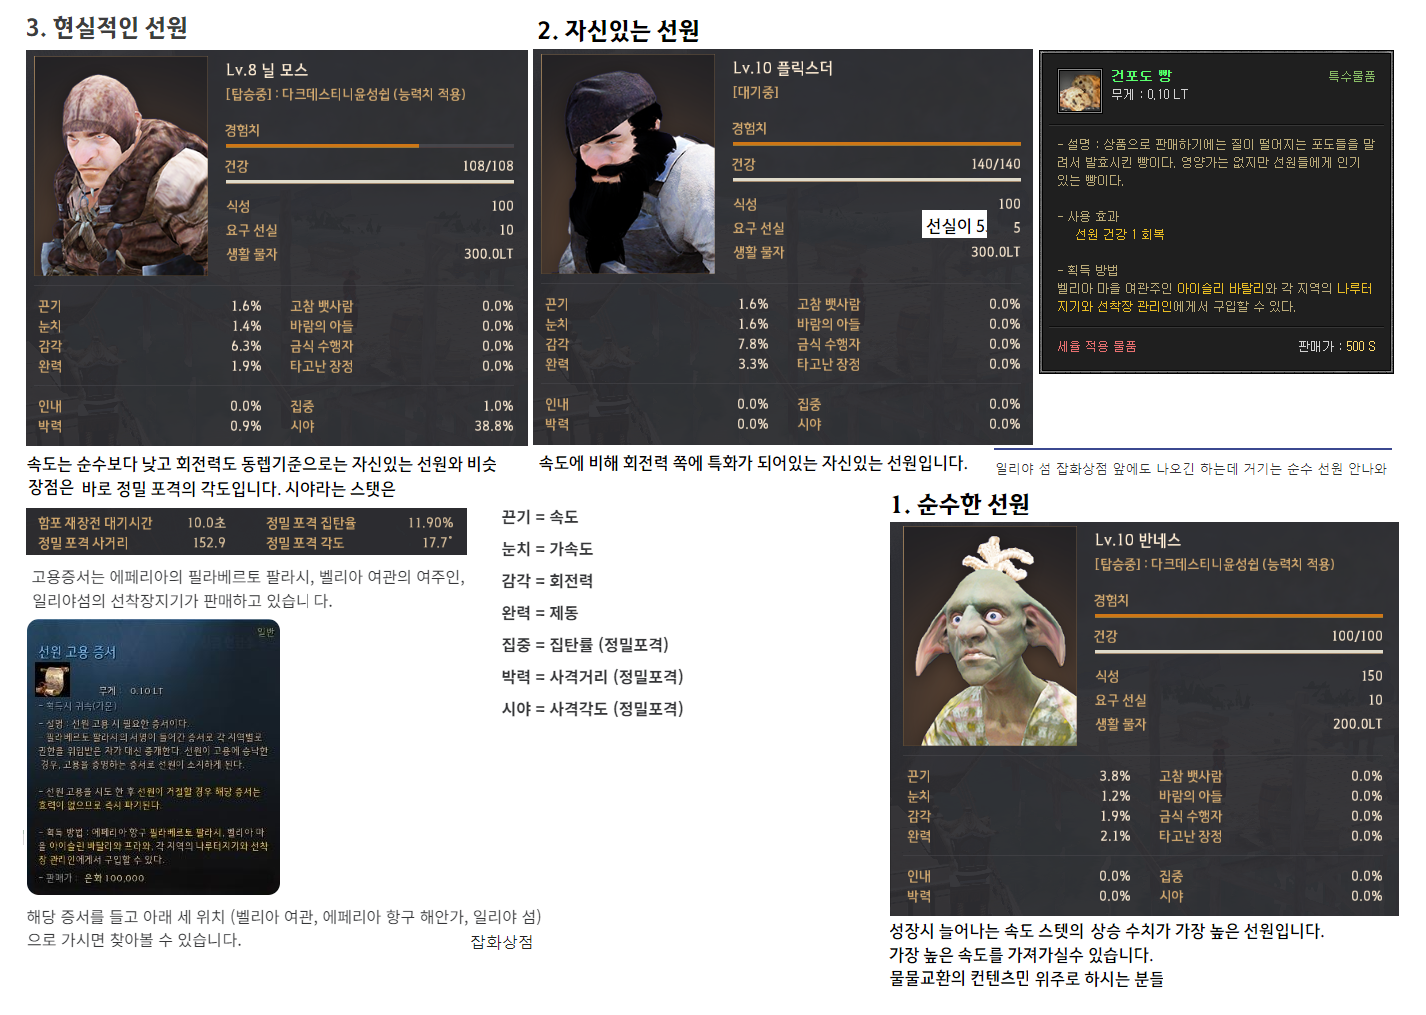 3. 현실적인 선원
Lv.8 닐 모스
[탑승중] : 다크데스티니윤성쉽 (능력치 적용)
경험치
건강 108/108
식성 100
요구 선실 10
생활 물자 300.0LT
끈기 1.6% 고참 뱃사람 0.0%
눈치 1.4% 바람의 아들 0.0%
감각 6.3% 금식 수행자 0.0%
완력 1.9% 타고난 장정 0.0%
인내 0.0% 집중 1.0%
박력 0.9% 시야 38.8%
속도는 순수보다 낮고 회전력도 동렙기준으로는 자신있는 선원와 비슷
장점은 바로 정밀 포격의 각도입니다. 시야라는 스탯은
함포 재장전 대기시간 10.0초 정밀 포격 집탄율 11.90%
정밀 포격 사거리 152.9 정밀 포격 각도 17.7°
고용증서는 에페리아의 필라베르토 팔라시, 벨리아 여관의 여주인,
일리야섬의 선착장지기가 판매하고 있습니 다.
일반
선원 고용 증서
무게 : 0.10 LT
- 획득시 귀속(가문)
- 설명 : 선원 고용 시 필요한 증서이다.
필라베르토 팔라시의 서명이 들어간 증서로 각 지역별로
권한을 위임받은 자가 대신 중개한다. 선원이 고용에 승낙한
경우, 고용을 증명하는 증서로 선원이 소지하게 된다.
- 선원 고용을 시도 한 후 선원이 거절할 경우 해당 증서는
효력이 없으므로 즉시 파기된다.
- 획득 방법 : 에페리아 항구 필라베르토 팔라시, 벨리아 마
을 아이슬린 바탈리와 프라와, 각 지역의 나루터지기와 선착
장 관리인에게서 구입할 수 있다.
- 판매가 : 은화 100,000
해당 증서를 들고 아래 세 위치 (벨리아 여관, 에페리아 항구 해안가, 일리야 섬)
으로 가시면 찾아볼 수 있습니다.
잡화상점
2. 자신있는 선원
Lv.10 플릭스더
[대기중]
경험치
건강 140/140
식성 100
요구 선실 선실이 5. 5
생활 물자 300.0LT
끈기 1.6% 고참 뱃사람 0.0%
눈치 1.6% 바람의 아들 0.0%
감각 7.8% 금식 수행자 0.0%
완력 3.3% 타고난 장정 0.0%
인내 0.0% 집중 0.0%
박력 0.0% 시야 0.0%
속도에 비해 회전력 쪽에 특화가 되어있는 자신있는 선원입니다.
끈기 = 속도
눈치 = 가속도
감각 = 회전력
완력 = 제동
집중 = 집탄률 (정밀포격)
박력 = 사격거리 (정밀포격)
시야 = 사격각도 (정밀포격)
건포도 빵 특수물품
무게 : 0.10 LT
- 설명 : 상품으로 판매하기에는 질이 떨어지는 포도들을 말
려서 발효시킨 빵이다. 영양가는 없지만 선원들에게 인기
있는 빵이다.
- 사용 효과
선원 건강 1 회복
- 획득 방법
벨리아 마을 여관주인 아이슬리 바탈리와 각 지역의 나루터
지기와 선착장 관리인에게서 구입할 수 있다.
세율 적용 물품 판매가 : 500 S
일리야 섬 잡화상점 앞에도 나오긴 하는데 거기는 순수 선원 안나와
1. 순수한 선원
Lv.10 반네스
[탑승중] : 다크데스티니윤성쉽 (능력치 적용)
경험치
건강 100/100
식성 150
요구 선실 10
생활 물자 200.0LT
끈기 3.8% 고참 뱃사람 0.0%
눈치 1.2% 바람의 아들 0.0%
감각 1.9% 금식 수행자 0.0%
완력 2.1% 타고난 장정 0.0%
인내 0.0% 집중 0.0%
박력 0.0% 시야 0.0%
성장시 늘어나는 속도 스텟의 상승 수치가 가장 높은 선원입니다.
가장 높은 속도를 가져가실수 있습니다.
물물교환의 컨텐츠민 위주로 하시는 분들